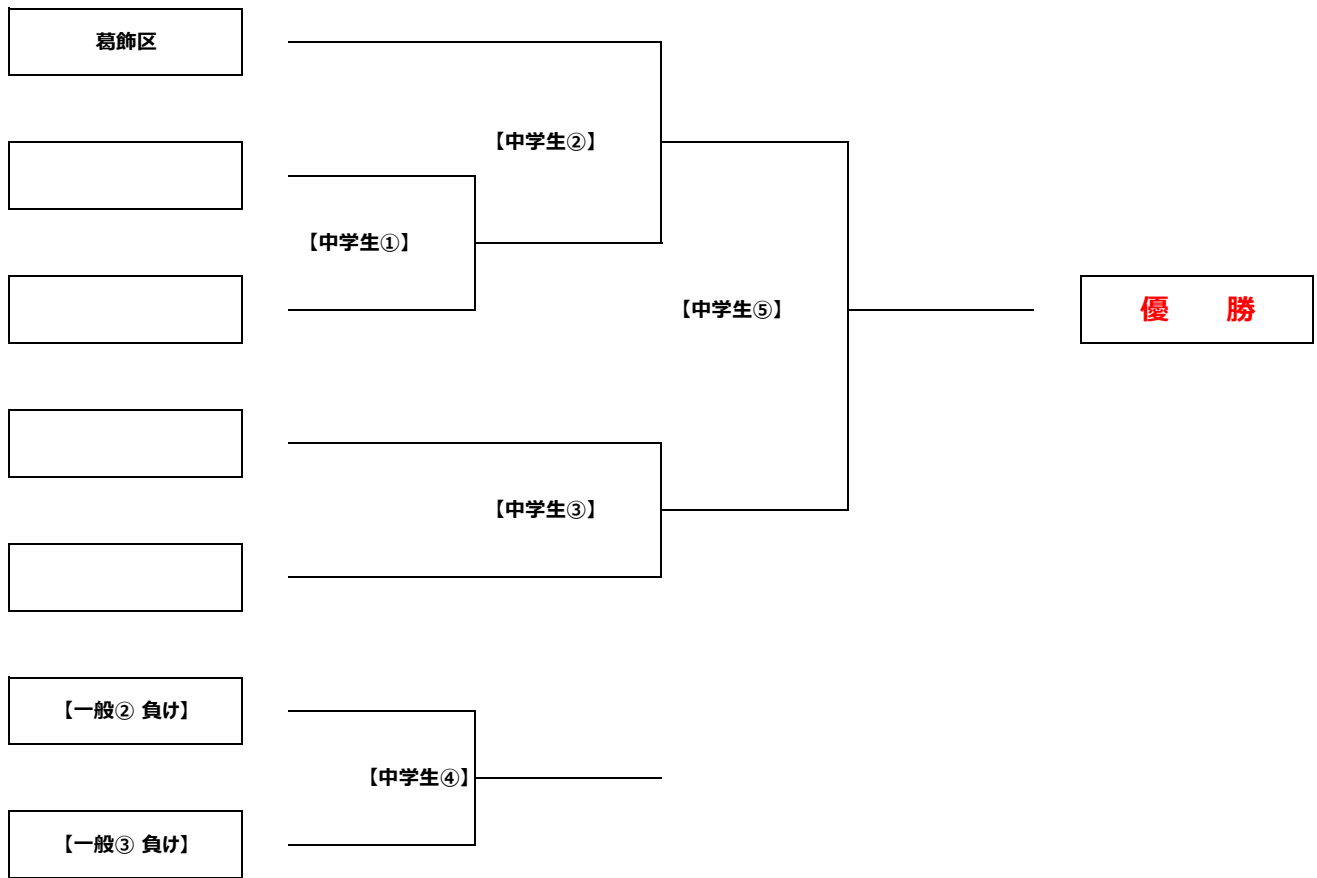 葛飾区
【中学生②】
【中学生①】
【中学生⑤】
優　　勝
【中学生③】
【一般② 負け】
【中学生④】
【一般③ 負け】